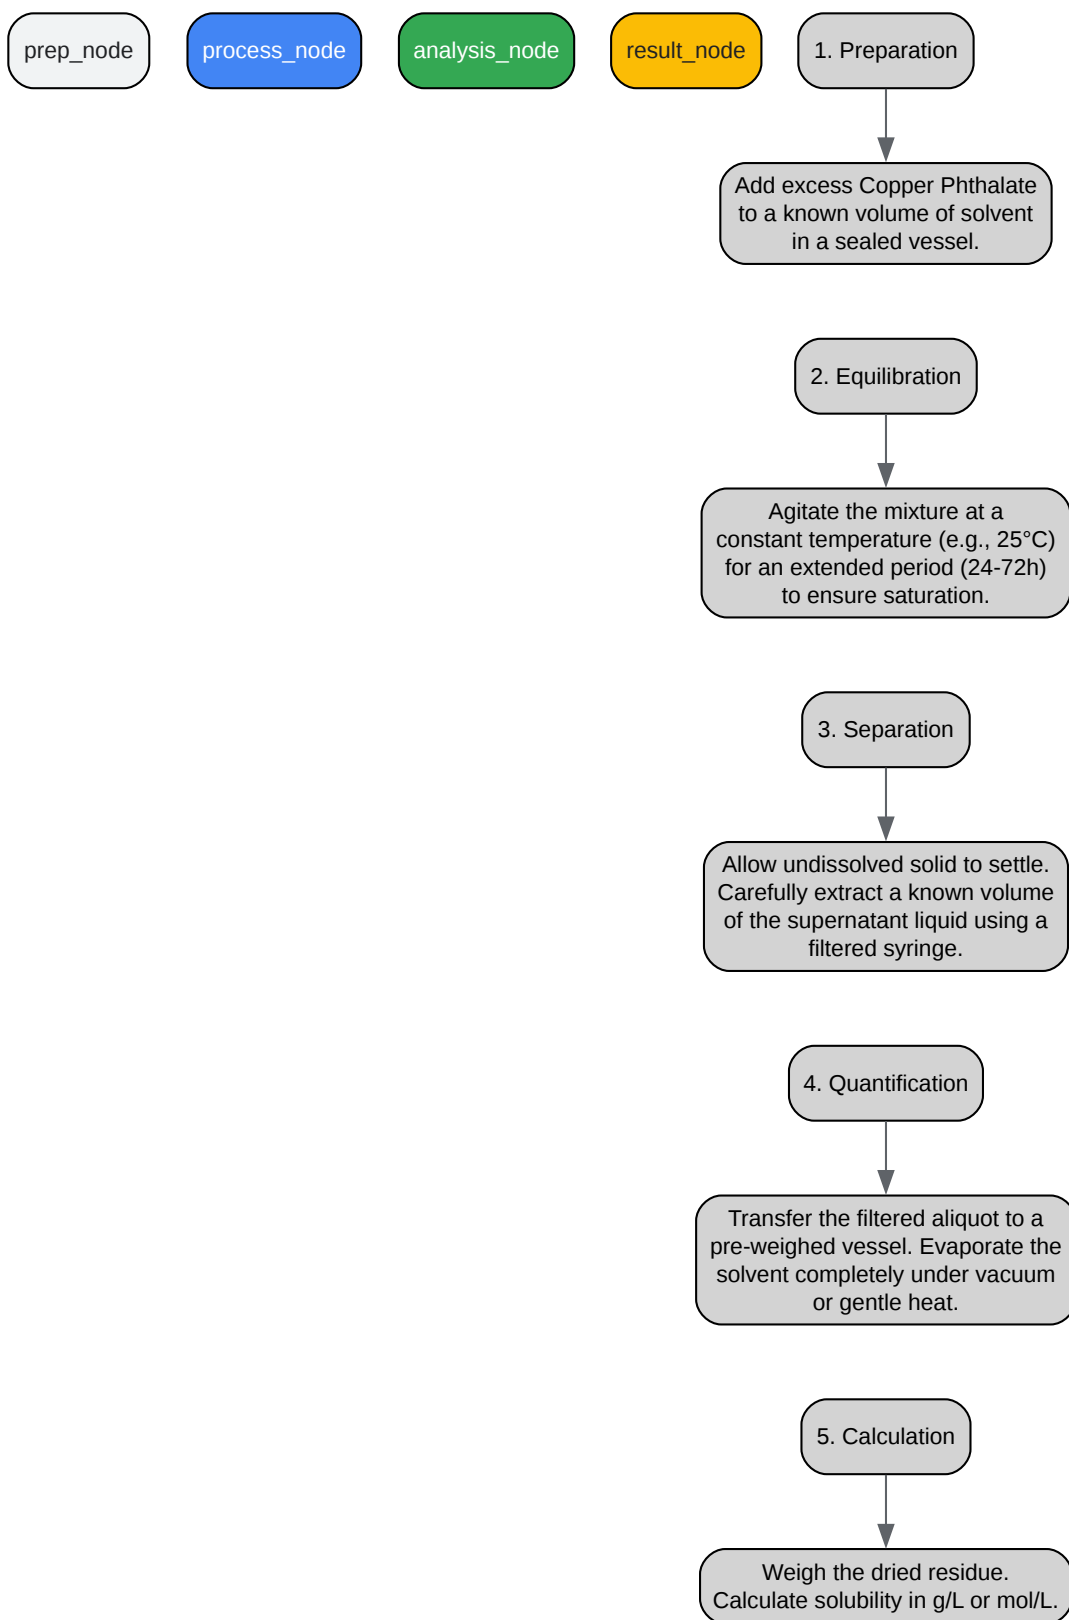 prep_node
process_node
analysis_node
result_node
1. Preparation
Add excess Copper Phthalate
to a known volume of solvent
in a sealed vessel.
2. Equilibration
Agitate the mixture at a
constant temperature (e.g., 25°C)
for an extended period (24-72h)
to ensure saturation.
3. Separation
Allow undissolved solid to settle.
Carefully extract a known volume
of the supernatant liquid using a
filtered syringe.
4. Quantification
Transfer the filtered aliquot to a
pre-weighed vessel. Evaporate the
solvent completely under vacuum
or gentle heat.
5. Calculation
Weigh the dried residue.
Calculate solubility in g/L or mol/L.